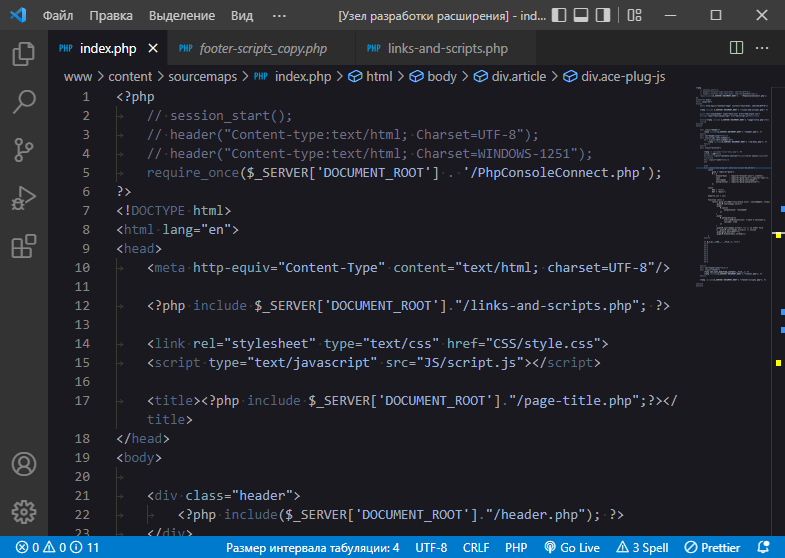 Файл Правка Выделение Вид ··· [Узел разработки расширения] - ind...
index.php footer-scripts_copy.php links-and-scripts.php
www > content > sourcemaps > index.php > html > body > div.article > div.ace-plug-js
1 <?php
2 // session_start();
3 // header("Content-type:text/html; Charset=UTF-8");
4 // header("Content-type:text/html; Charset=WINDOWS-1251");
5 require_once($_SERVER['DOCUMENT_ROOT'] . '/PhpConsoleConnect.php');
6 ?>
7 <!DOCTYPE html>
8 <html lang="en">
9 <head>
10 <meta http-equiv="Content-Type" content="text/html; charset=UTF-8"/>
11
12 <?php include $_SERVER['DOCUMENT_ROOT']."/links-and-scripts.php"; ?>
13
14 <link rel="stylesheet" type="text/css" href="CSS/style.css">
15 <script type="text/javascript" src="JS/script.js"></script>
16
17 <title><?php include $_SERVER['DOCUMENT_ROOT']."/page-title.php";?></
title>
18 </head>
19 <body>
20
21 <div class="header">
22 <?php include($_SERVER['DOCUMENT_ROOT']."/header.php"); ?>
23 </div>
0 0 11 Размер интервала табуляции: 4 UTF-8 CRLF PHP Go Live 3 Spell Prettier